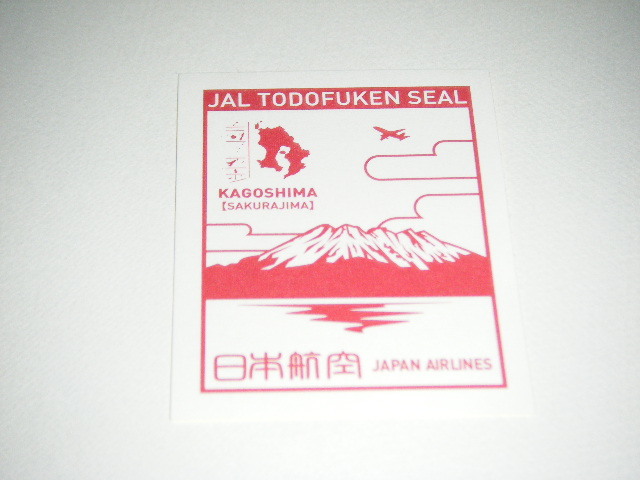 JAL TODOFUKEN SEAL
KAGOSHIMA
【SAKURAJIMA】
日本航空 JAPAN AIRLINES